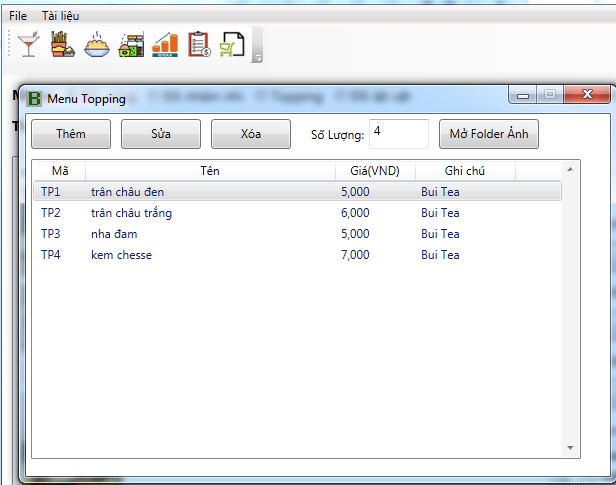 File Tài liệu
Menu Topping
Thêm Sửa Xóa Số Lượng: 4 Mở Folder Ảnh
Mã Tên Giá(VND) Ghi chú
TP1 trân châu đen 5,000 Bui Tea
TP2 trân châu trắng 6,000 Bui Tea
TP3 nha đam 5,000 Bui Tea
TP4 kem chesse 7,000 Bui Tea